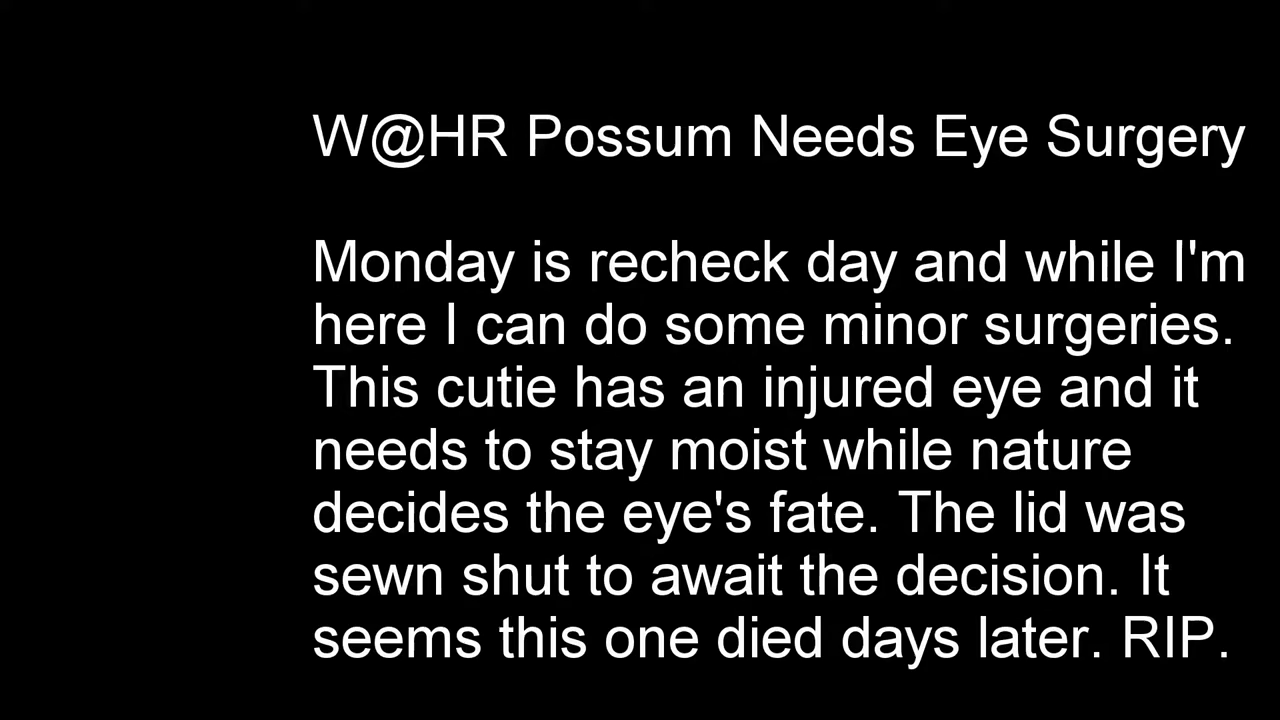 W@HR Possum Needs Eye Surgery
Monday is recheck day and while I'm
here I can do some minor surgeries.
This cutie has an injured eye and it
needs to stay moist while nature
decides the eye's fate. The lid was
sewn shut to await the decision. It
seems this one died days later. RIP.